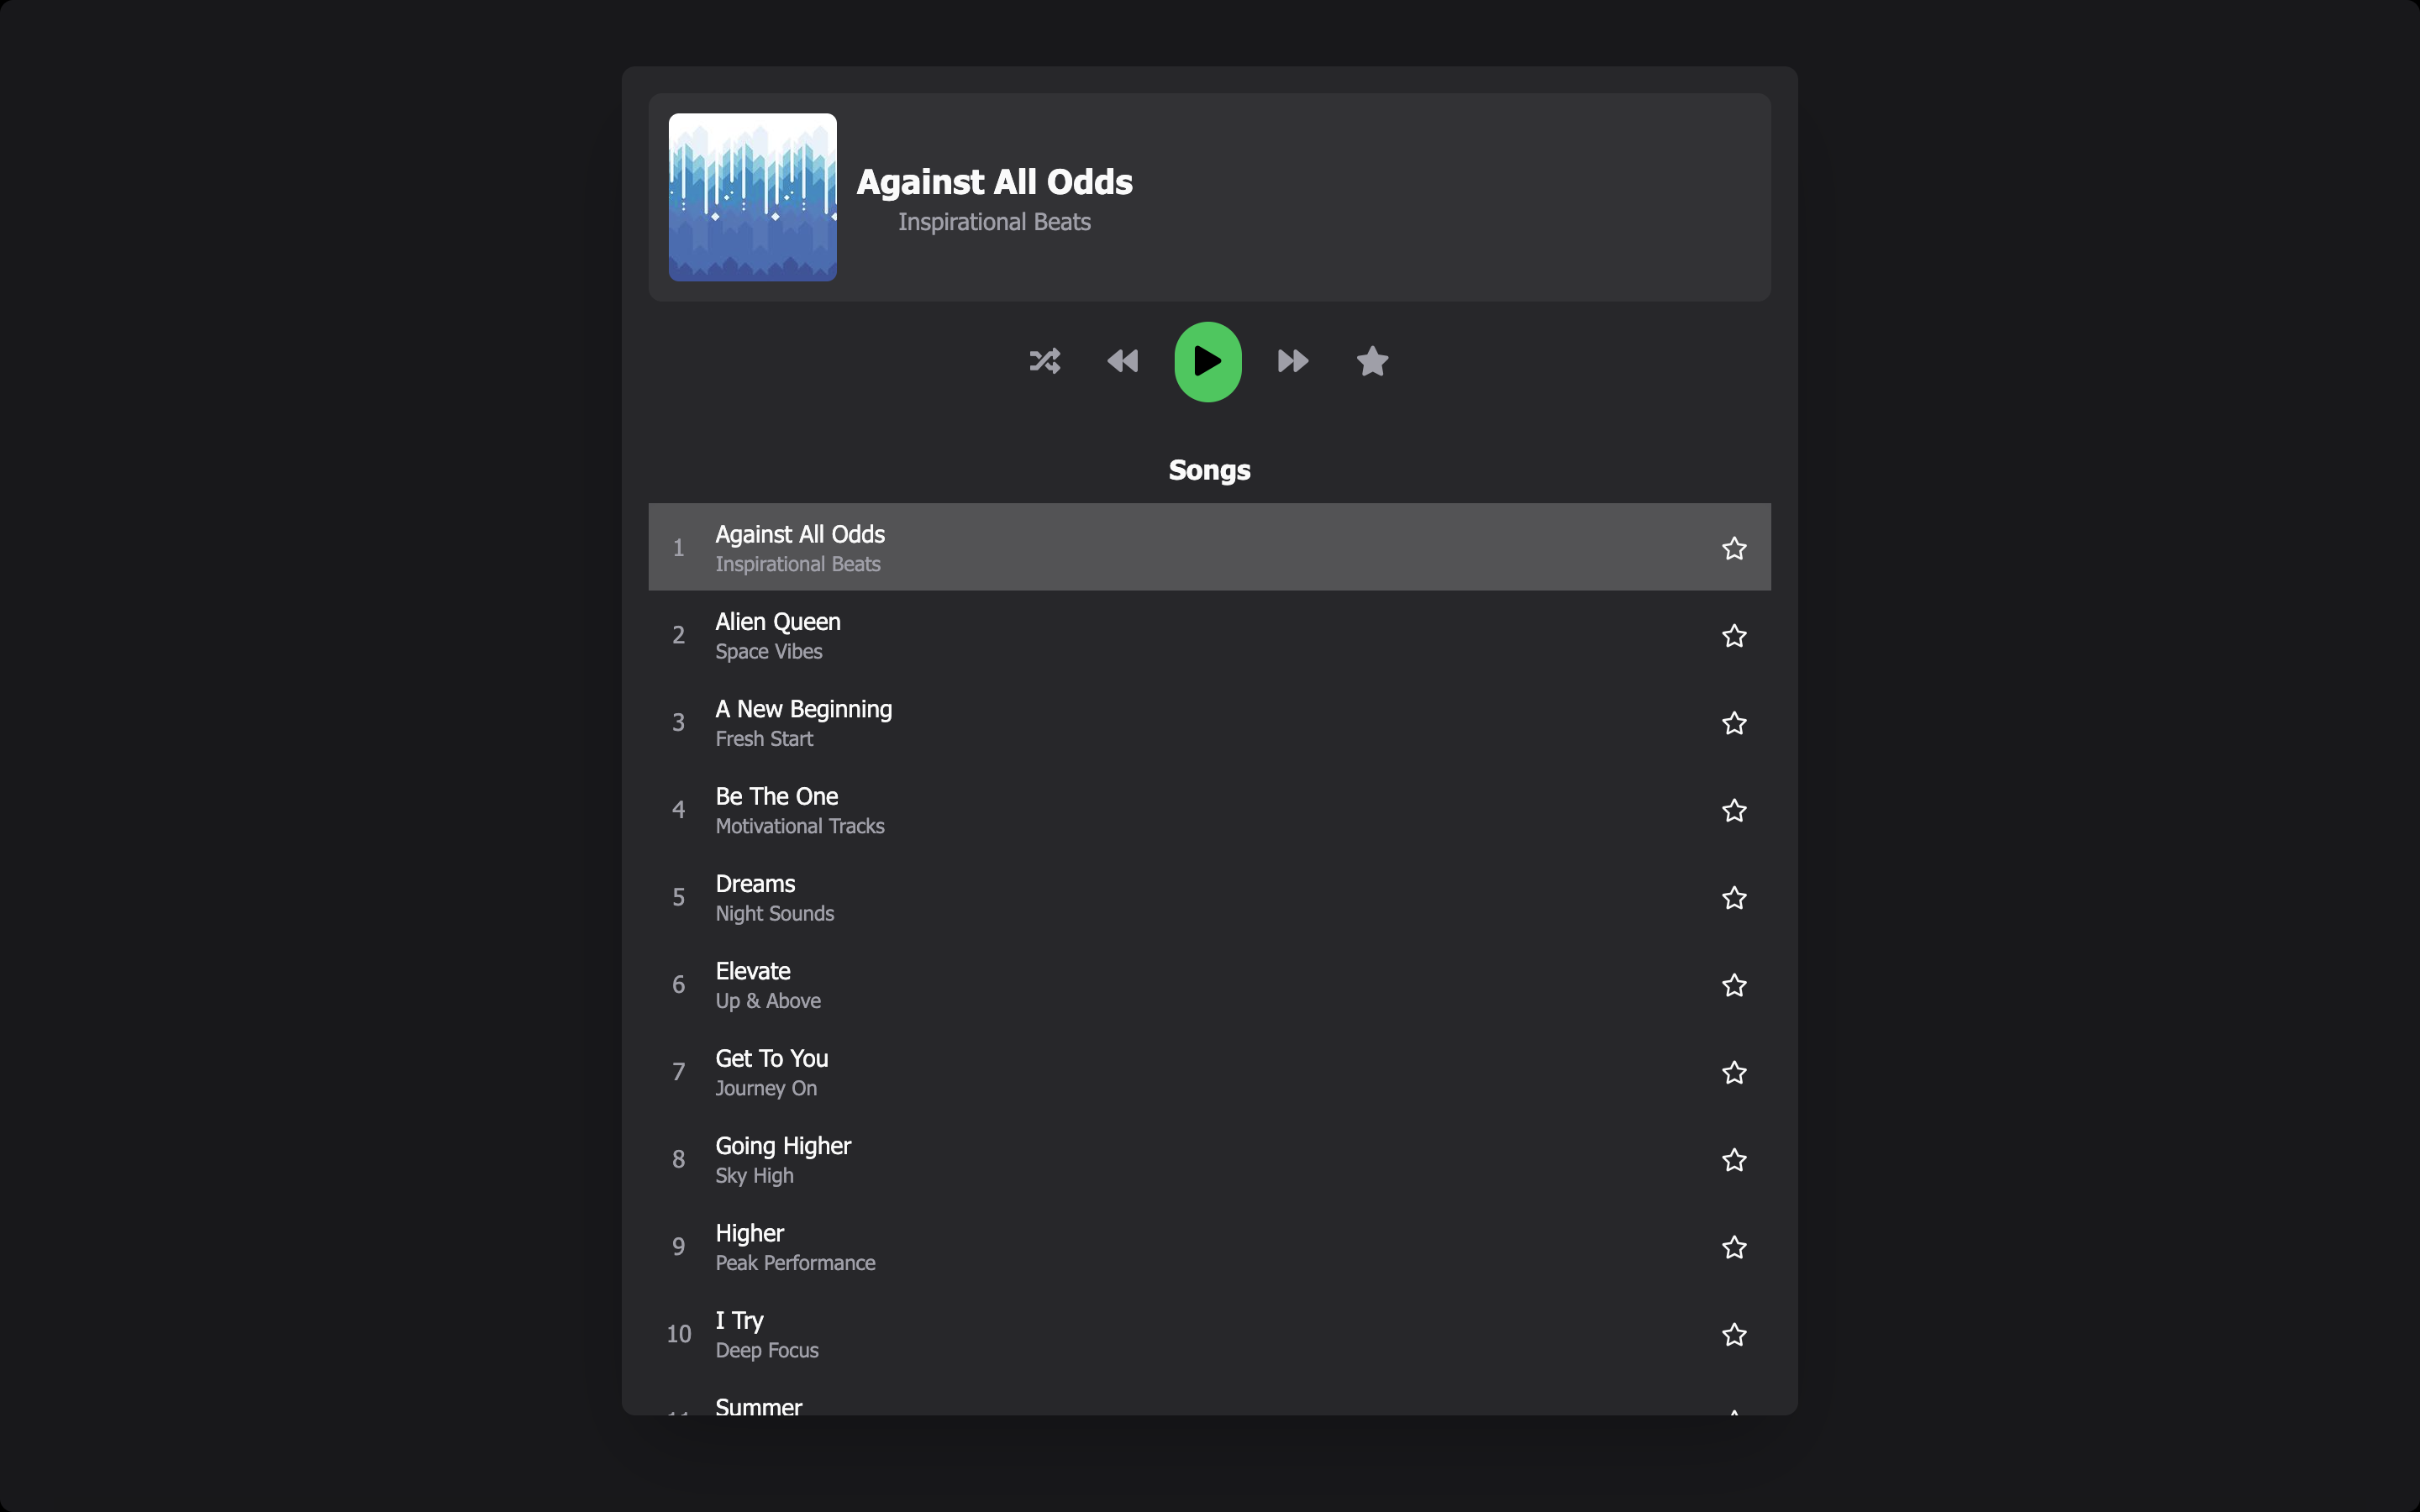 Against All Odds
Inspirational Beats
Songs
1
Against All Odds
Inspirational Beats
2
Alien Queen
Space Vibes
3
A New Beginning
Fresh Start
4
Be The One
Motivational Tracks
5
Dreams
Night Sounds
6
Elevate
Up & Above
7
Get To You
Journey On
8
Going Higher
Sky High
9
Higher
Peak Performance
10
I Try
Deep Focus
Summer